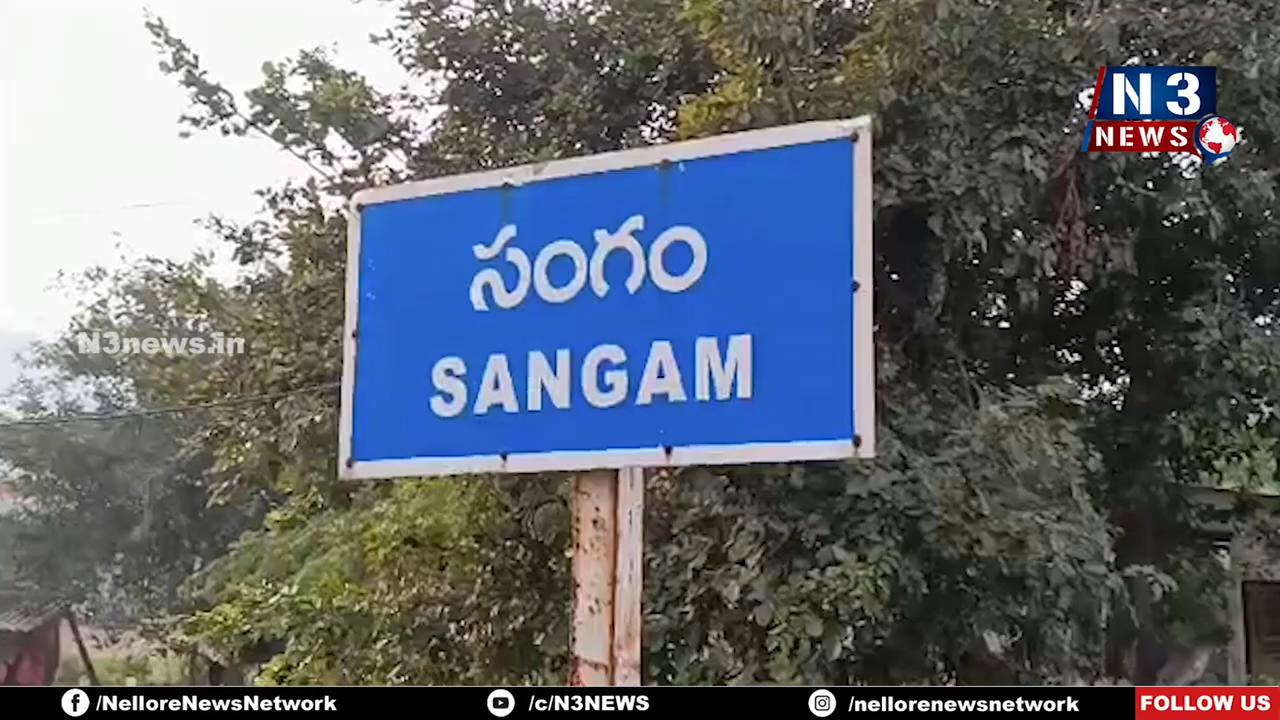 N3
NEWS
సంగం
SANGAM
N3news.in
/NelloreNewsNetwork
/c/N3NEWS
/nellorenewsnetwork
FOLLOW US